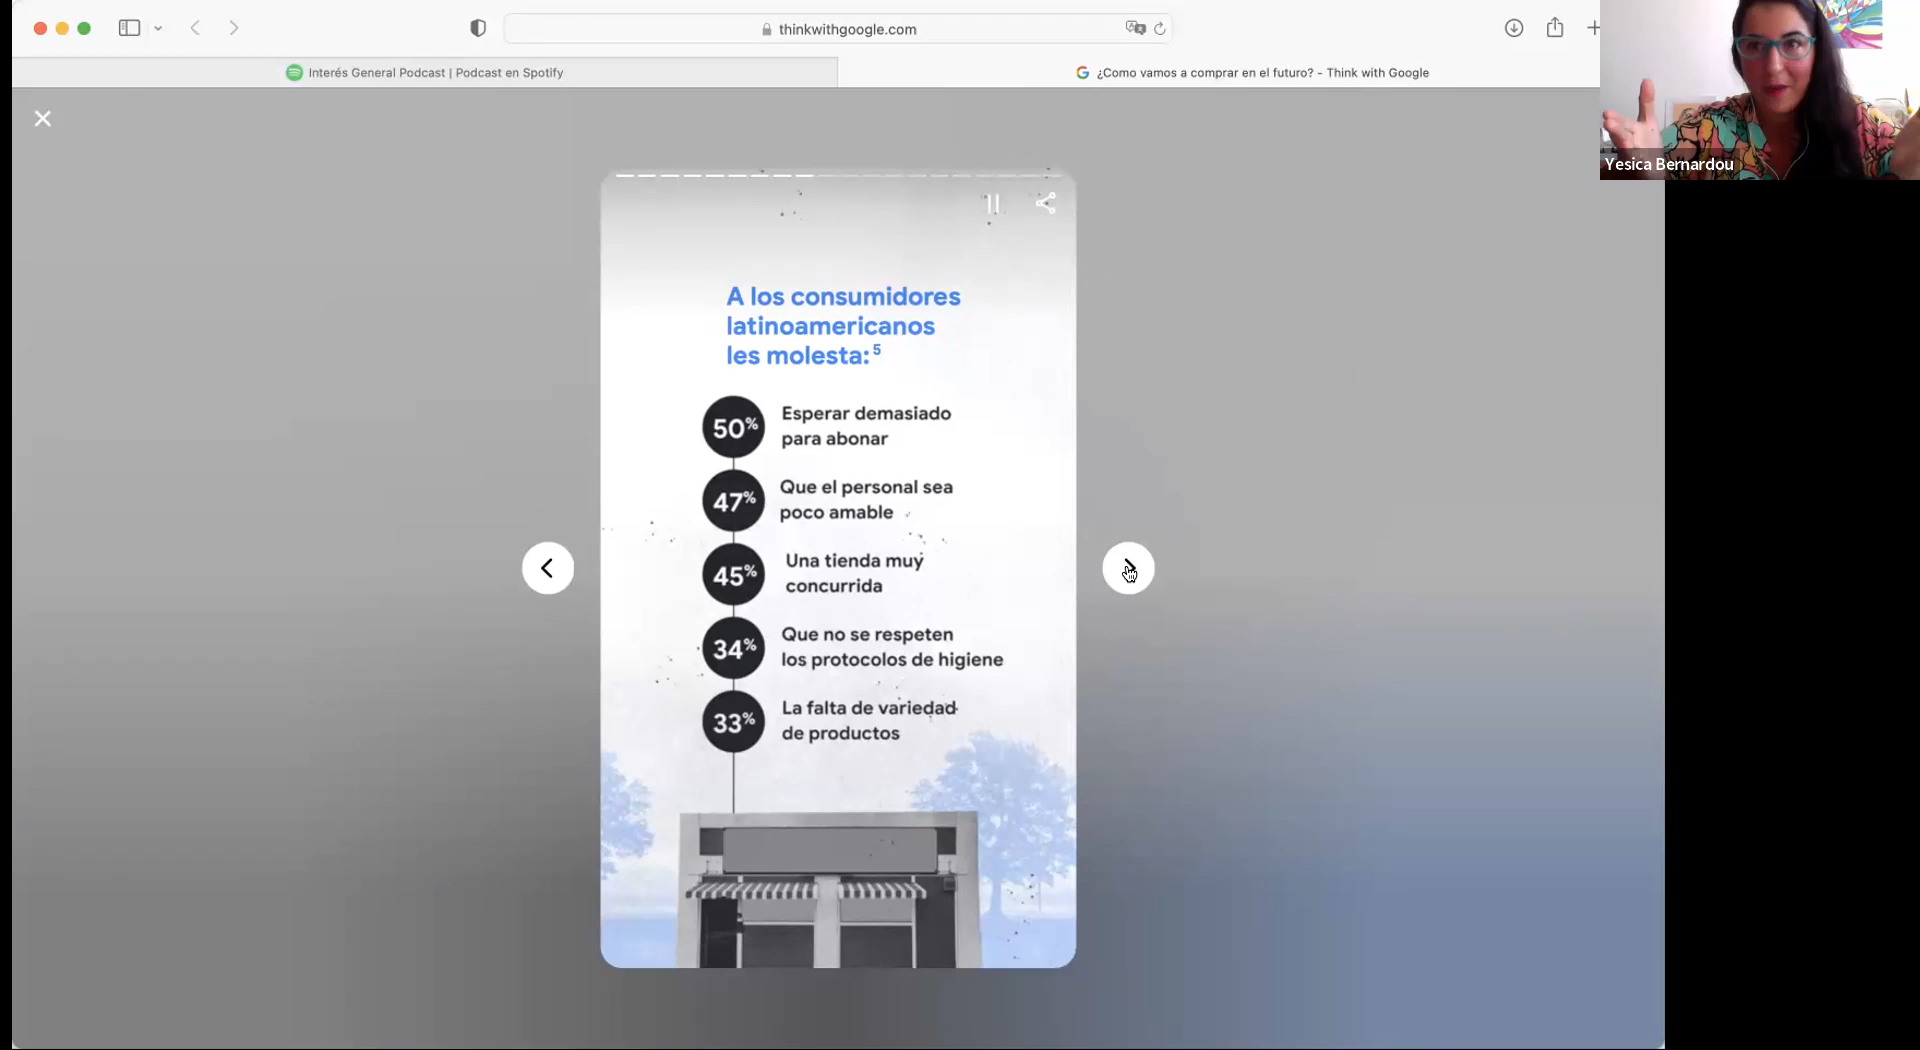 thinkwithgoogle.com
Interés General Podcast | Podcast en Spotify
¿Como vamos a comprar en el futuro? - Think with Google
Yesica Bernardou
A los consumidores
latinoamericanos
les molesta:⁵
50%
Esperar demasiado
para abonar
47%
Que el personal sea
poco amable
45%
Una tienda muy
concurrida
34%
Que no se respeten
los protocolos de higiene
33%
La falta de variedad
de productos